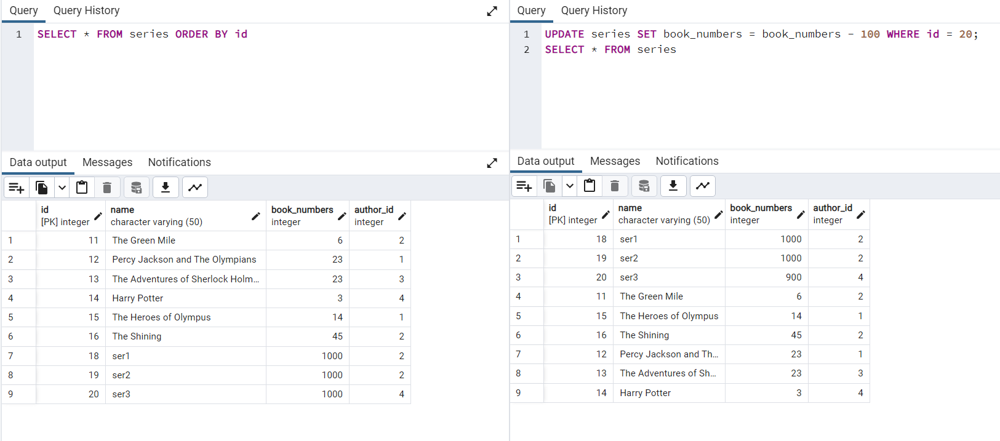 Query Query History
1 SELECT * FROM series ORDER BY id
Data output Messages Notifications
id name book_numbers author_id
[PK] integer character varying (50) integer integer
1 11 The Green Mile 6 2
2 12 Percy Jackson and The Olympians 23 1
3 13 The Adventures of Sherlock Holm... 23 3
4 14 Harry Potter 3 4
5 15 The Heroes of Olympus 14 1
6 16 The Shining 45 2
7 18 ser1 1000 2
8 19 ser2 1000 2
9 20 ser3 1000 4
Query Query History
1 UPDATE series SET book_numbers = book_numbers - 100 WHERE id = 20;
2 SELECT * FROM series
Data output Messages Notifications
id name book_numbers author_id
[PK] integer character varying (50) integer integer
1 18 ser1 1000 2
2 19 ser2 1000 2
3 20 ser3 900 4
4 11 The Green Mile 6 2
5 15 The Heroes of Olympus 14 1
6 16 The Shining 45 2
7 12 Percy Jackson and Th... 23 1
8 13 The Adventures of Sh... 23 3
9 14 Harry Potter 3 4